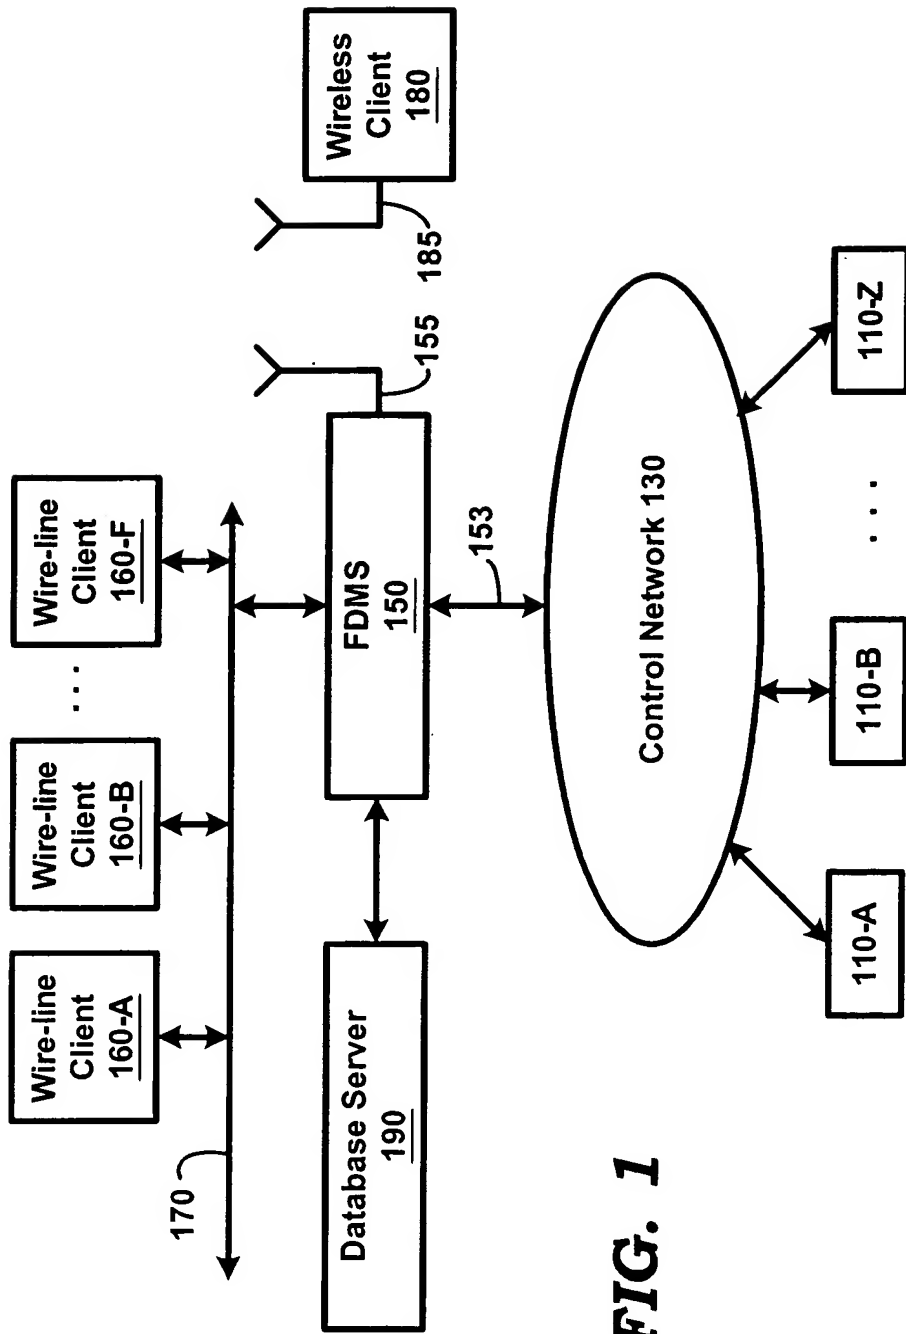 Wire-line
Client
160-A
Wire-line
Client
160-B
. . .
Wire-line
Client
160-F
170
Database Server
190
FDMS
150
155
185
Wireless
Client
180
153
Control Network 130
110-A
110-B
. . .
110-Z
FIG. 1